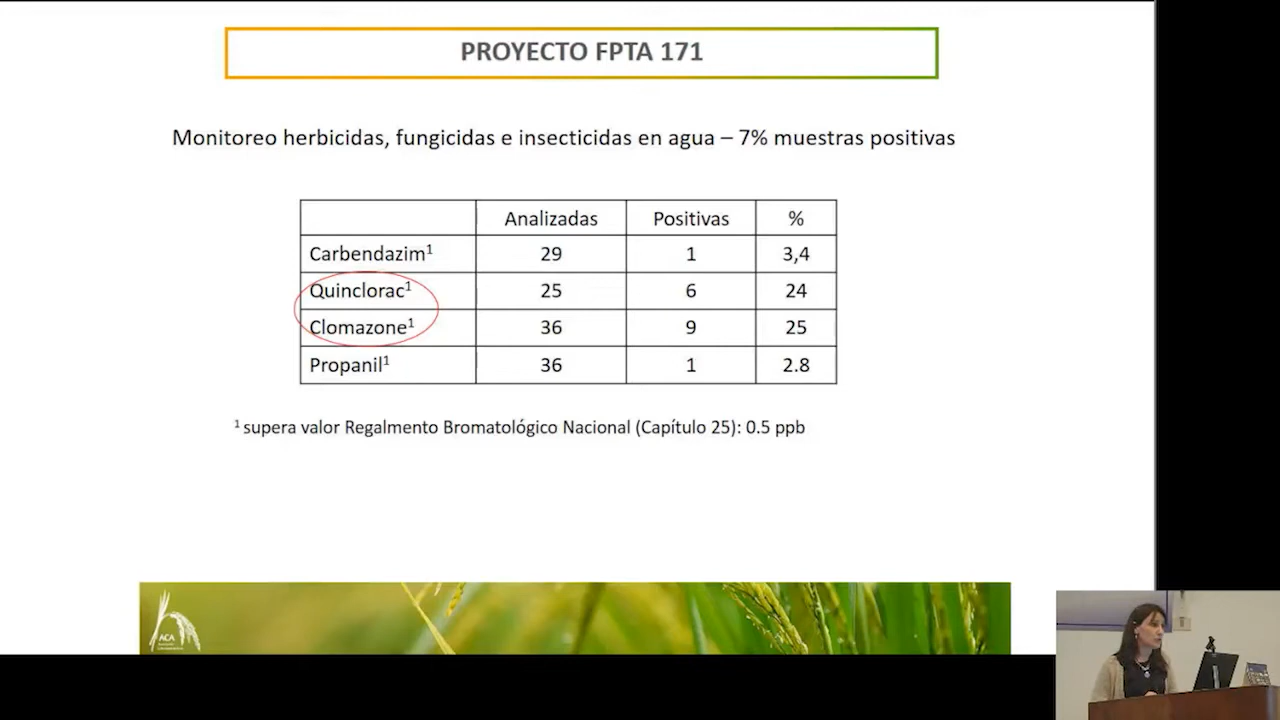 PROYECTO FPTA 171
Monitoreo herbicidas, fungicidas e insecticidas en agua – 7% muestras positivas
Analizadas Positivas %
Carbendazim¹ 29 1 3,4
Quinclorac¹ 25 6 24
Clomazone¹ 36 9 25
Propanil¹ 36 1 2.8
¹ supera valor Regalmento Bromatológico Nacional (Capítulo 25): 0.5 ppb
ACA